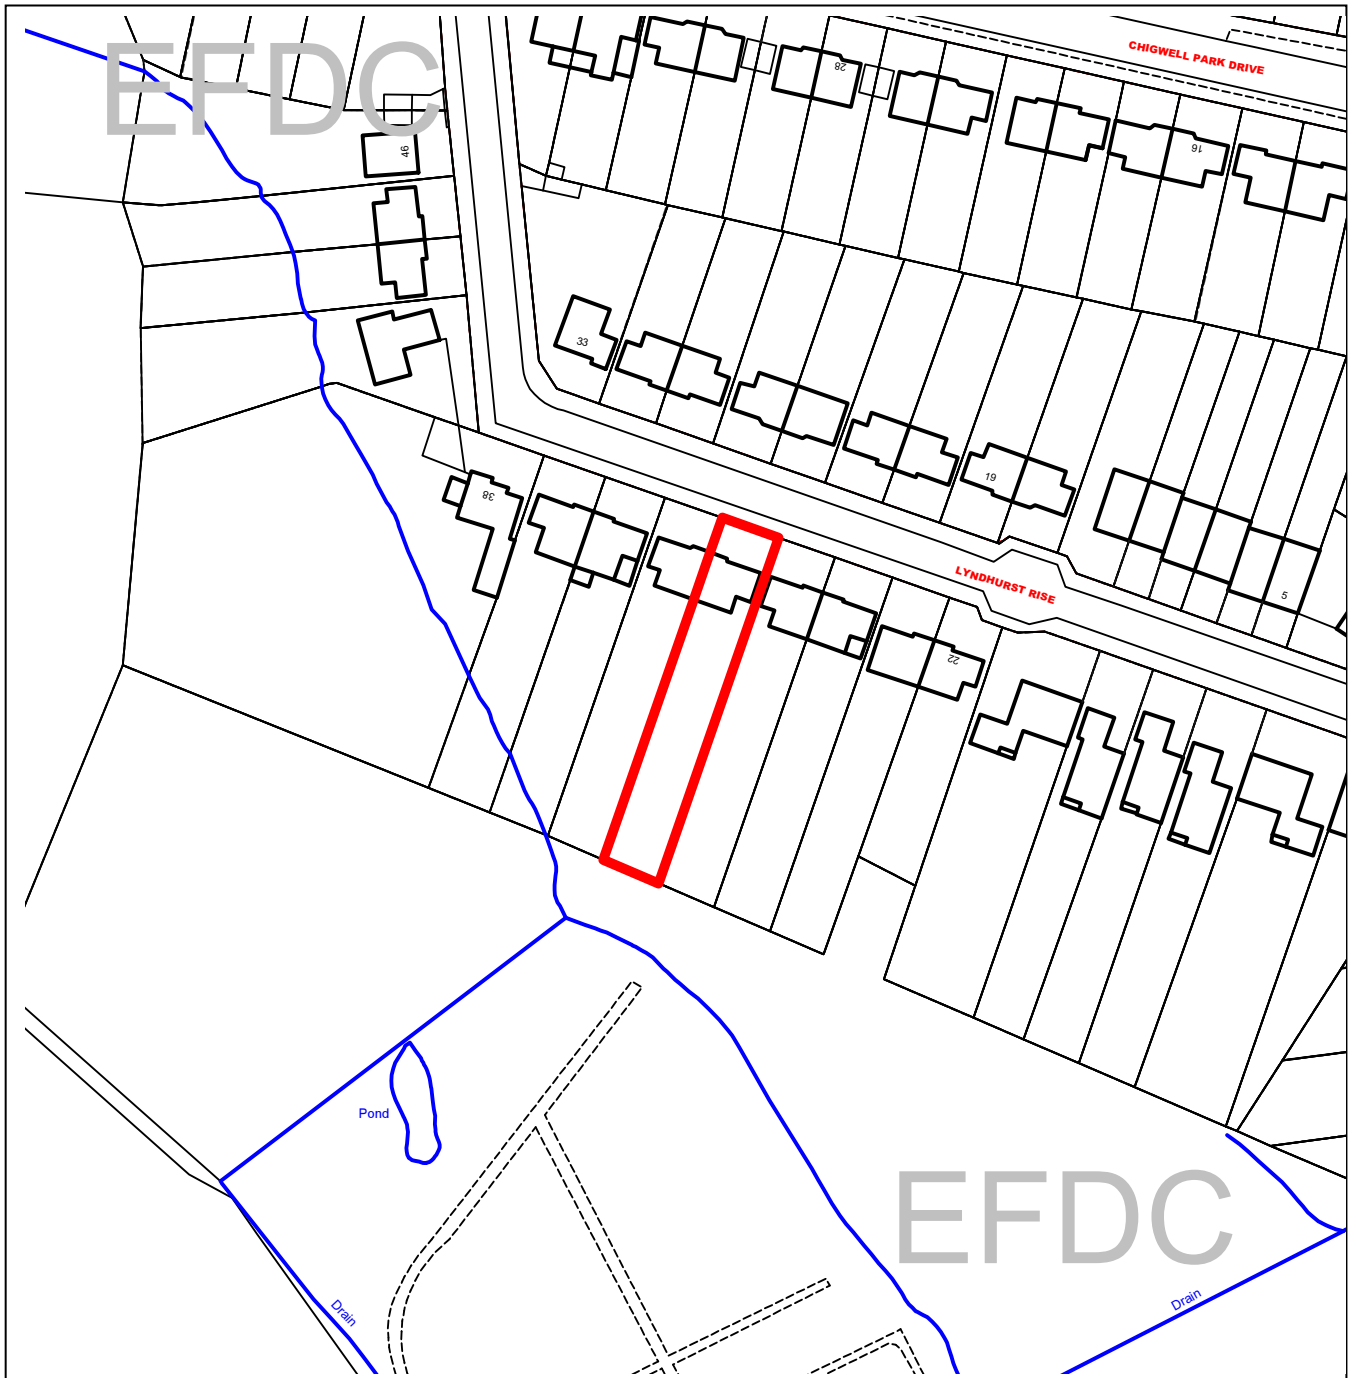 EFDC
CHIGWELL PARK DRIVE
28
16
46
33
19
38
LYNDHURST RISE
5
22
Pond
EFDC
Drain
Drain